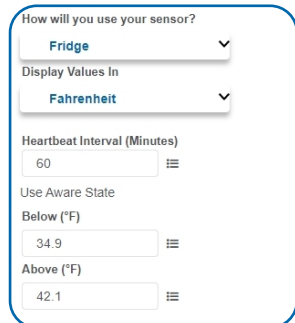 How will you use your sensor?
Fridge
Display Values In
Fahrenheit
Heartbeat Interval (Minutes)
60
Use Aware State
Below (°F)
34.9
Above (°F)
42.1